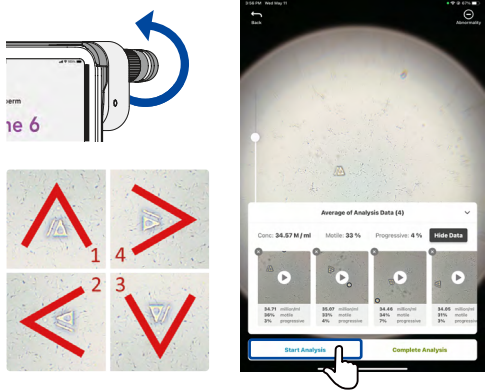 erm
ne 6
1
4
2
3
3:58 PM Wed May 11
67%
Back
Abnormality
Average of Analysis Data (4)
Conc: 34.57 M / ml Motile: 33 % Progressive: 4 % Hide Data
34.71 million/ml
36% motile
3% progressive
35.07 million/ml
33% motile
4% progressive
34.46 million/ml
34% motile
7% progressive
34.05 million/ml
31% motile
3% progressive
Start Analysis
Complete Analysis